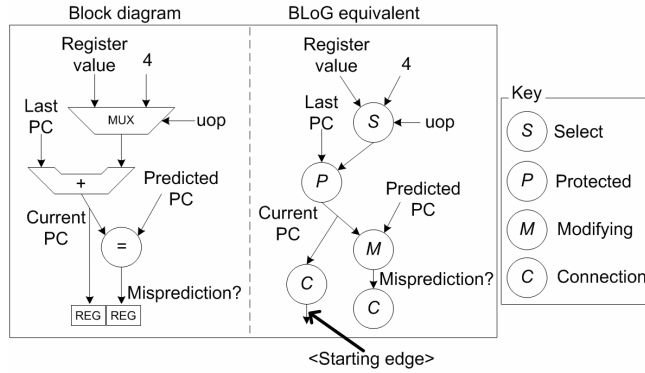 Block diagram
BLoG equivalent
Register
value
4
MUX
uop
Last
PC
+
Predicted
PC
Current
PC
=
Misprediction?
REG REG
Register
value
4
Last
PC
S
uop
P
Predicted
PC
Current
PC
M
Misprediction?
C
C
<Starting edge>
Key
S Select
P Protected
M Modifying
C Connection